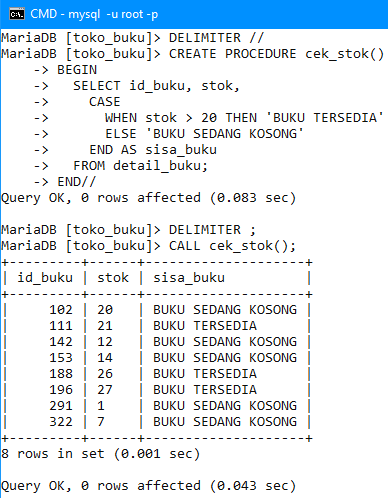 CMD - mysql -u root -p
MariaDB [toko_buku]> DELIMITER //
MariaDB [toko_buku]> CREATE PROCEDURE cek_stok()
    -> BEGIN
    ->   SELECT id_buku, stok,
    ->     CASE
    ->       WHEN stok > 20 THEN 'BUKU TERSEDIA'
    ->       ELSE 'BUKU SEDANG KOSONG'
    ->     END AS sisa_buku
    ->   FROM detail_buku;
    -> END//
Query OK, 0 rows affected (0.083 sec)

MariaDB [toko_buku]> DELIMITER ;
MariaDB [toko_buku]> CALL cek_stok();
+---------+------+--------------------+
| id_buku | stok | sisa_buku          |
+---------+------+--------------------+
|     102 | 20   | BUKU SEDANG KOSONG |
|     111 | 21   | BUKU TERSEDIA      |
|     142 | 12   | BUKU SEDANG KOSONG |
|     153 | 14   | BUKU SEDANG KOSONG |
|     188 | 26   | BUKU TERSEDIA      |
|     196 | 27   | BUKU TERSEDIA      |
|     291 | 1    | BUKU SEDANG KOSONG |
|     322 | 7    | BUKU SEDANG KOSONG |
+---------+------+--------------------+
8 rows in set (0.001 sec)

Query OK, 0 rows affected (0.043 sec)